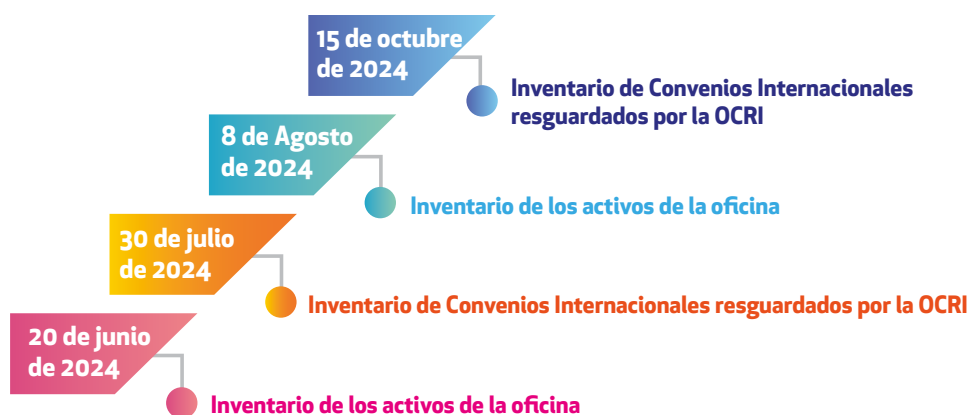 15 de octubre
de 2024
Inventario de Convenios Internacionales
resguardados por la OCRI
8 de Agosto
de 2024
Inventario de los activos de la oficina
30 de julio
de 2024
Inventario de Convenios Internacionales resguardados por la OCRI
20 de junio
de 2024
Inventario de los activos de la oficina